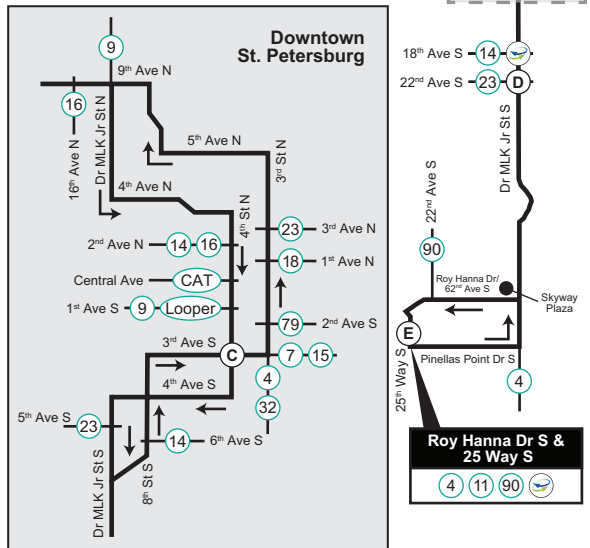 Downtown
St. Petersburg
9
9th Ave N
16
16th Ave N
Dr MLK Jr St N
5th Ave N
3rd St N
4th Ave N
4th St N
23
3rd Ave N
2nd Ave N
14
16
18
1st Ave N
Central Ave
CAT
1st Ave S
9
Looper
79
2nd Ave S
3rd Ave S
C
7
15
4th Ave S
4
32
5th Ave S
23
14
6th Ave S
Dr MLK Jr St S
8th St S
18th Ave S
14
22nd Ave S
23
D
Dr MLK Jr St S
22nd Ave S
90
Roy Hanna Dr/
62nd Ave S
Skyway
Plaza
E
25th Way S
Pinellas Point Dr S
4
Roy Hanna Dr S &
25 Way S
4 11 90